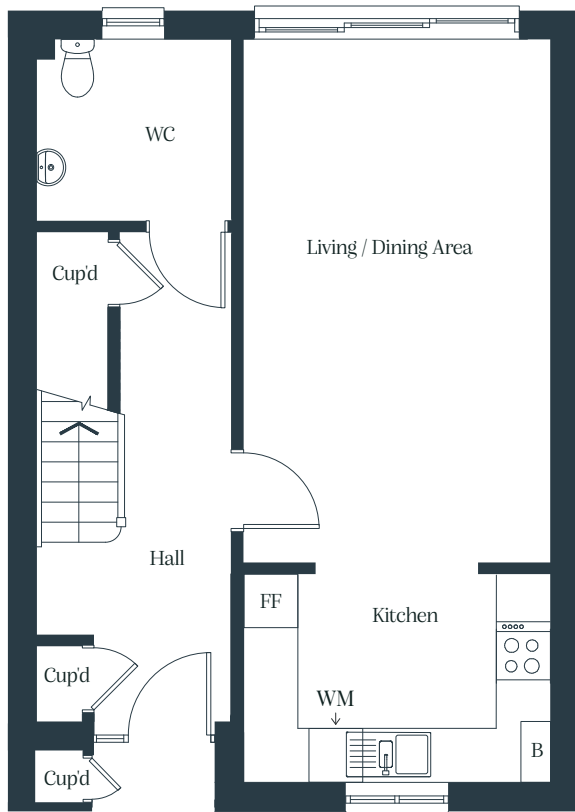 WC
Living / Dining Area
Cup'd
Hall
FF
Kitchen
Cup'd
WM
B
Cup'd